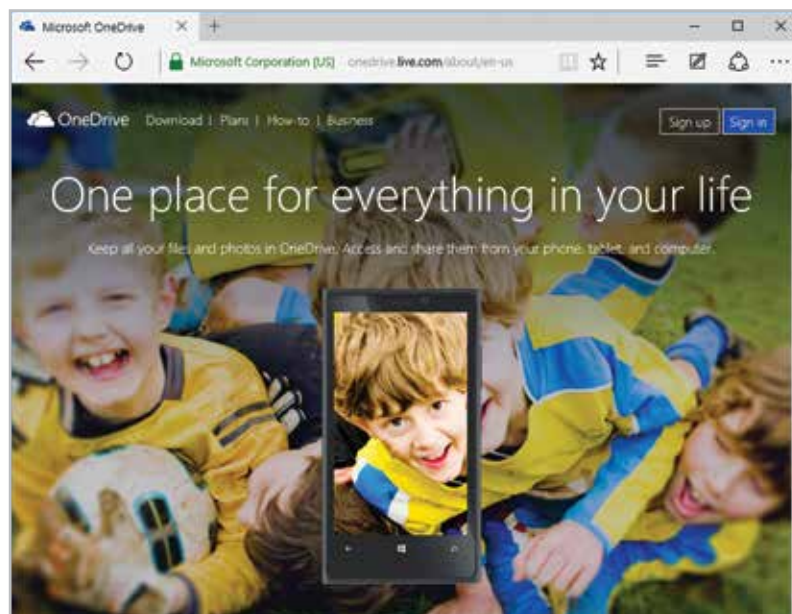 Microsoft OneDrive
Microsoft Corporation (US) onedrive.live.com/about/en-us
OneDrive Download | Plans | How-to | Business Sign up Sign in
One place for everything in your life
Keep all your files and photos in OneDrive. Access and share them from your phone, tablet, and computer.